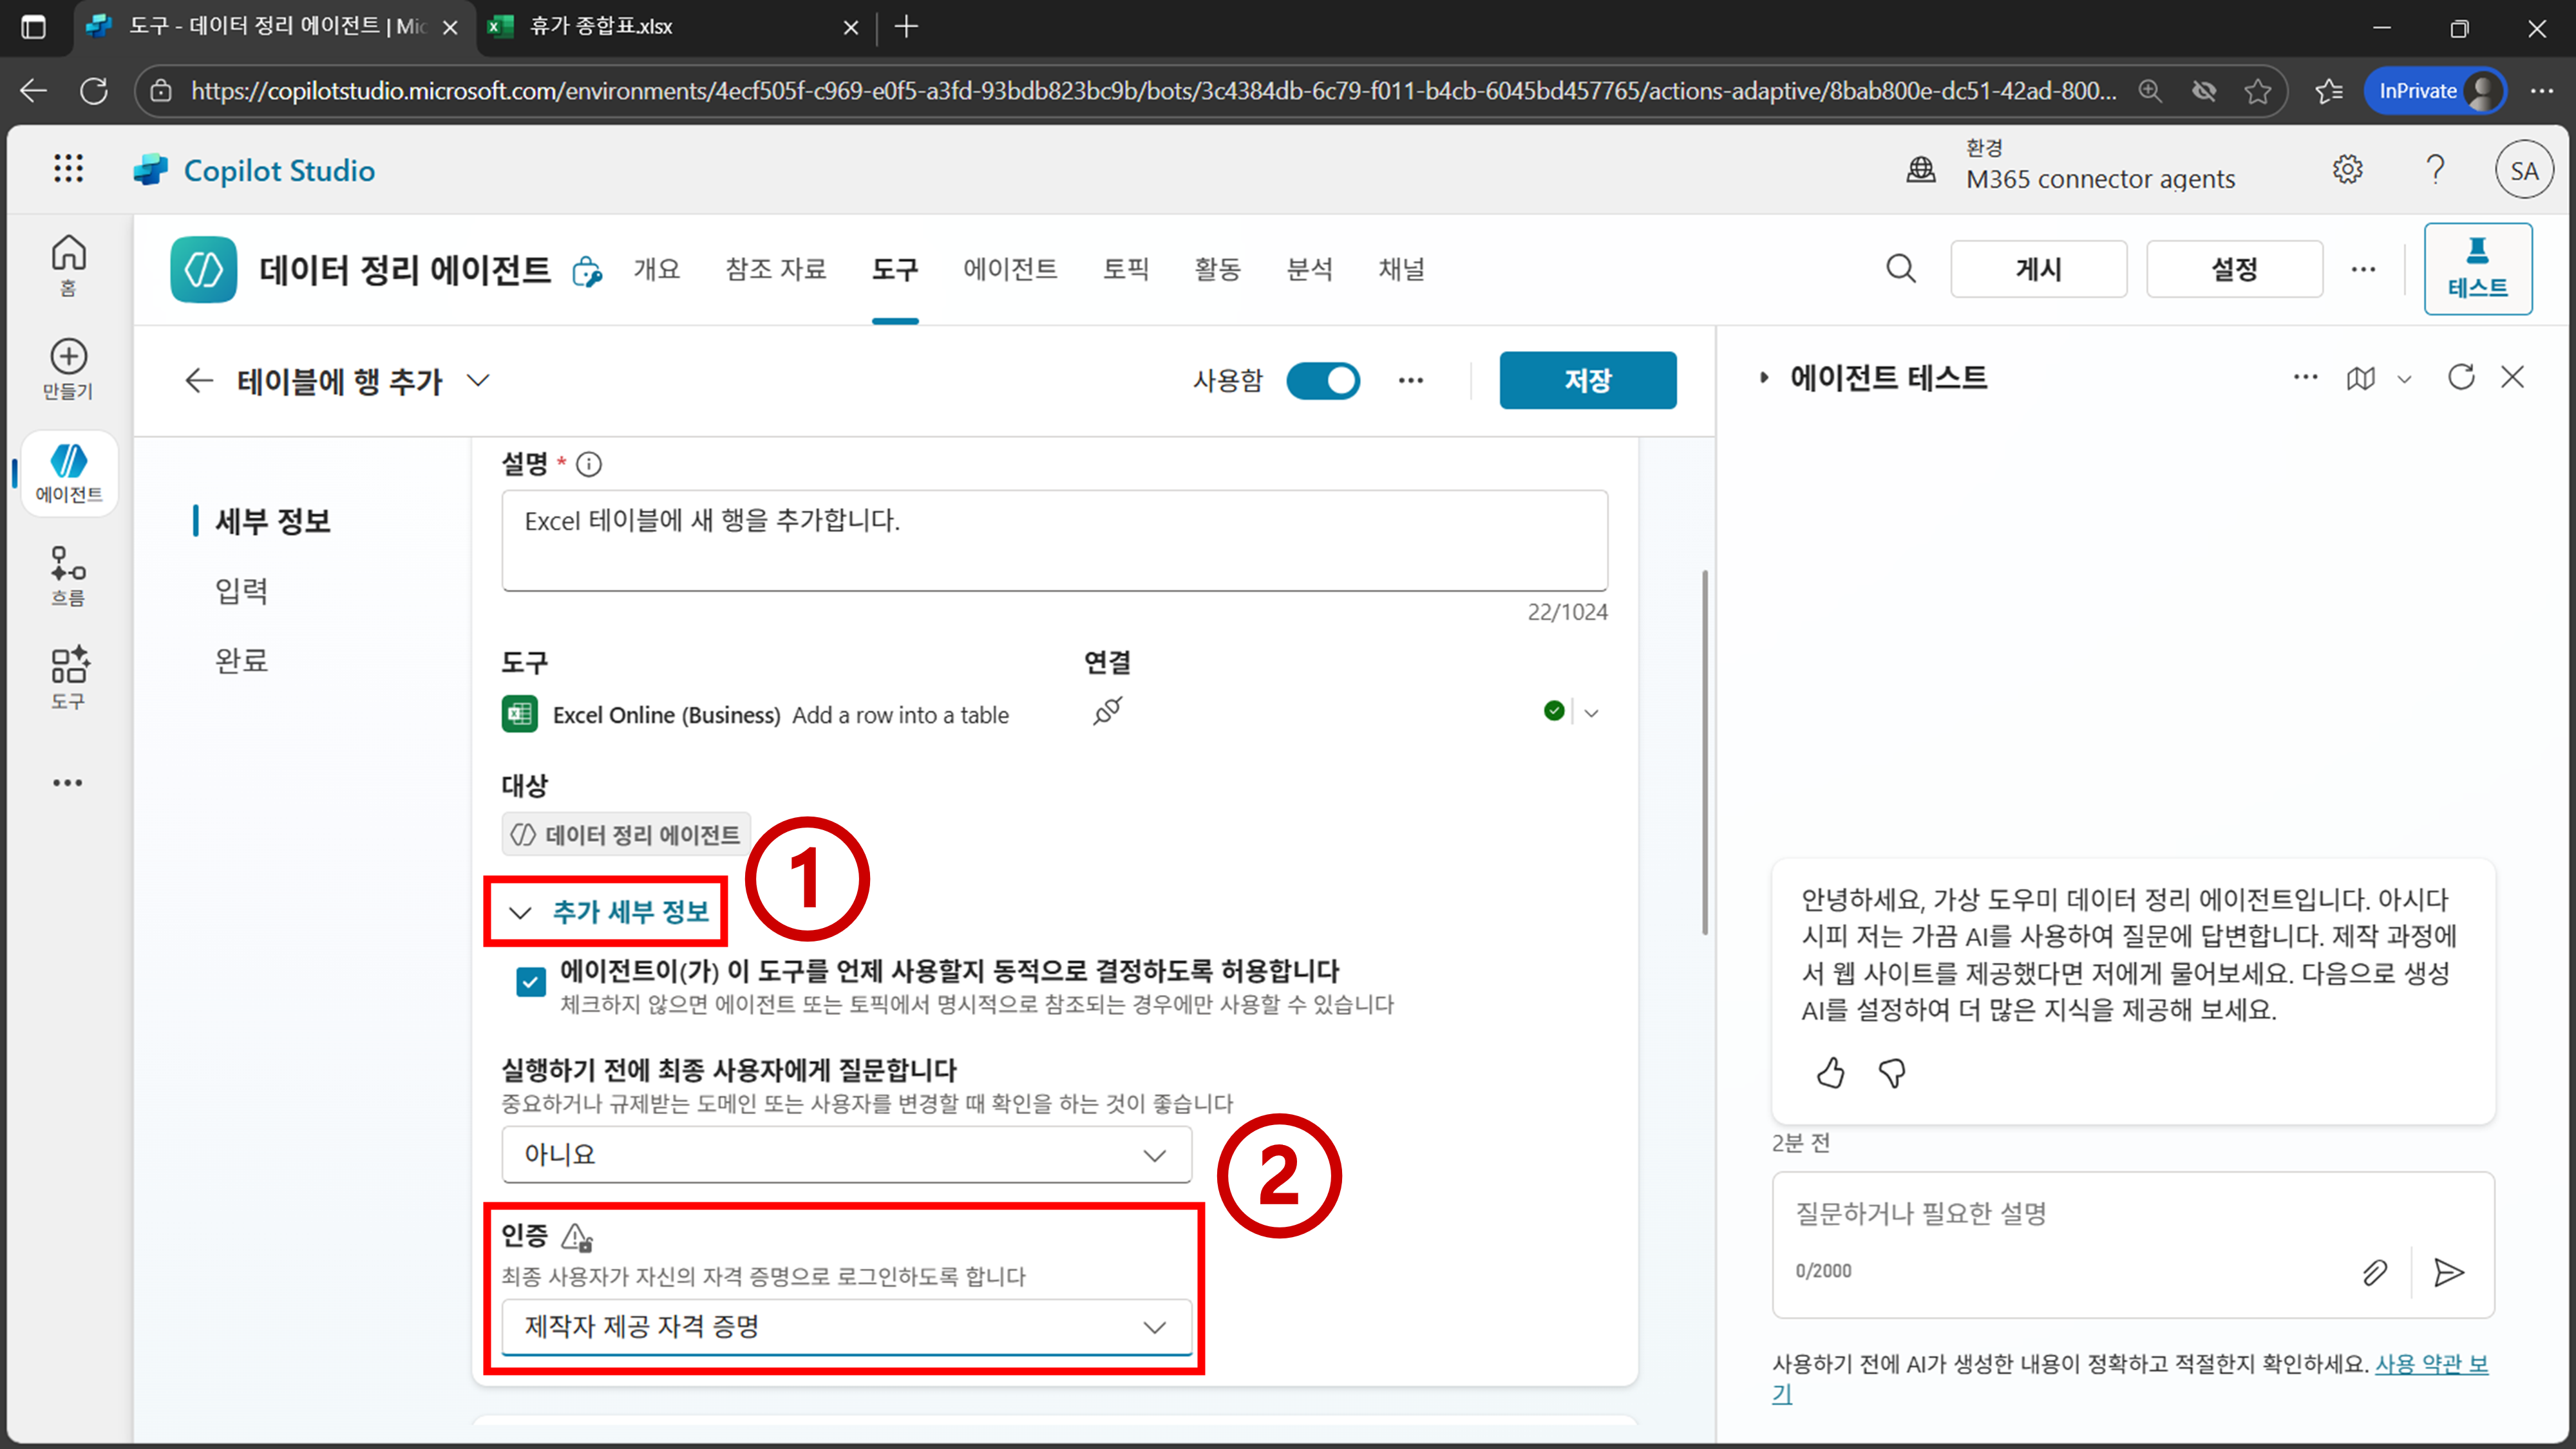 도구 - 데이터 정리 에이전트 | Mic
휴가 종합표.xlsx
https://copilotstudio.microsoft.com/environments/4ecf505f-c969-e0f5-a3fd-93bdb823bc9b/bots/3c4384db-6c79-f011-b4cb-6045bd457765/actions-adaptive/8bab800e-dc51-42ad-800...
InPrivate
Copilot Studio
환경
M365 connector agents
SA
홈
만들기
에이전트
흐름
도구
데이터 정리 에이전트
개요
참조 자료
도구
에이전트
토픽
활동
분석
채널
게시
설정
테스트
테이블에 행 추가
사용함
저장
세부 정보
입력
완료
설명 *
Excel 테이블에 새 행을 추가합니다.
22/1024
도구
연결
Excel Online (Business) Add a row into a table
대상
데이터 정리 에이전트
1
추가 세부 정보
에이전트이(가) 이 도구를 언제 사용할지 동적으로 결정하도록 허용합니다
체크하지 않으면 에이전트 또는 토픽에서 명시적으로 참조되는 경우에만 사용할 수 있습니다
실행하기 전에 최종 사용자에게 질문합니다
중요하거나 규제받는 도메인 또는 사용자를 변경할 때 확인을 하는 것이 좋습니다
아니요
2
인증
최종 사용자가 자신의 자격 증명으로 로그인하도록 합니다
제작자 제공 자격 증명
에이전트 테스트
안녕하세요, 가상 도우미 데이터 정리 에이전트입니다. 아시다
시피 저는 가끔 AI를 사용하여 질문에 답변합니다. 제작 과정에
서 웹 사이트를 제공했다면 저에게 물어보세요. 다음으로 생성
AI를 설정하여 더 많은 지식을 제공해 보세요.
2분 전
질문하거나 필요한 설명
0/2000
사용하기 전에 AI가 생성한 내용이 정확하고 적절한지 확인하세요. 사용 약관 보
기